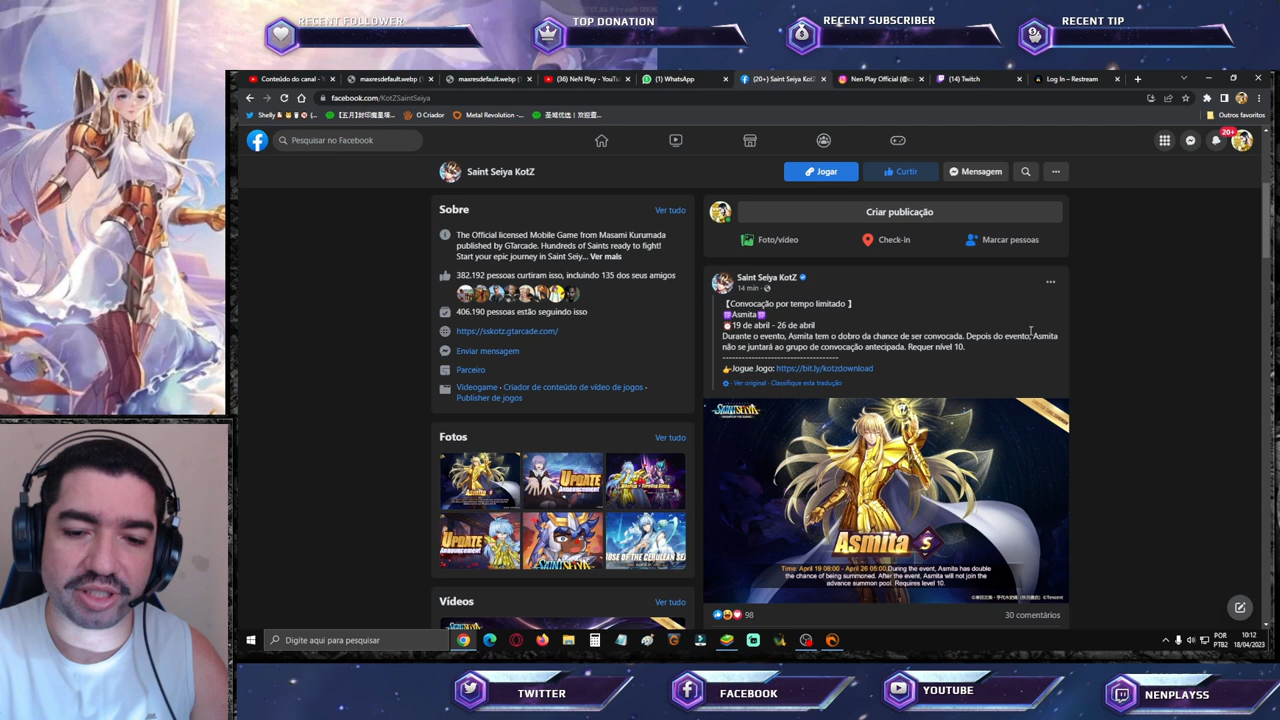 RECENT FOLLOWER
TOP DONATION
RECENT SUBSCRIBER
RECENT TIP
Conteúdo do canal - Y
maxresdefault.webp (1
maxresdefault.webp (1
(36) NeN Play - YouTu
(1) WhatsApp
(20+) Saint Seiya KotZ
Nen Play Official (@ca
(14) Twitch
Log In – Restream
facebook.com/KotZSaintSeiya
O Criador
Metal Revolution -...
Outros favoritos
Pesquisar no Facebook
20+
Saint Seiya KotZ
Jogar
Curtir
Mensagem
Sobre
Ver tudo
The Official licensed Mobile Game from Masami Kurumada
published by GTarcade. Hundreds of Saints ready to fight!
Start your epic journey in Saint Seiy... Ver mais
382.192 pessoas curtiram isso, incluindo 135 dos seus amigos
406.190 pessoas estão seguindo isso
https://sskotz.gtarcade.com/
Enviar mensagem
Parceiro
Videogame · Criador de conteúdo de vídeo de jogos ·
Publisher de jogos
Fotos
Ver tudo
Asmita
UPDATE
Announcement
UPDATE
Vídeos
Ver tudo
Criar publicação
Foto/vídeo
Check-in
Marcar pessoas
Saint Seiya KotZ
14 min ·
【Convocação por tempo limitado 】
Asmita
19 de abril - 26 de abril
Durante o evento, Asmita tem o dobro da chance de ser convocada. Depois do evento, Asmita
não se juntará ao grupo de convocação antecipada. Requer nível 10.
------------------------------------
Jogue Jogo: https://bit.ly/kotzdownload
Ver original · Classifique esta tradução
SAINT SEIYA
Asmita S
Time: April 19 08:00 - April 26 05:00.During the event, Asmita has double
the chance of being summoned. After the event, Asmita will not join the
advance summon pool. Requires level 10.
98
30 comentários
Digite aqui para pesquisar
POR
PTB2
10:12
18/04/2023
TWITTER
FACEBOOK
YOUTUBE
NENPLAYSS